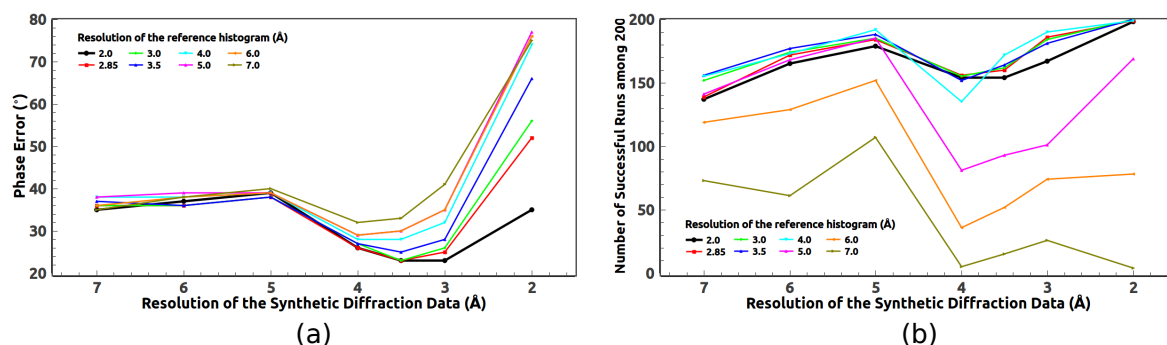 80
70
60
50
40
30
20
Phase Error (°)
Resolution of the reference histogram (Å)
2.0 3.0 4.0 6.0
2.85 3.5 5.0 7.0
7 6 5 4 3 2
Resolution of the Synthetic Diffraction Data (Å)
(a)
200
150
100
50
0
Number of Successful Runs among 200
Resolution of the reference histogram (Å)
2.0 3.0 4.0 6.0
2.85 3.5 5.0 7.0
7 6 5 4 3 2
Resolution of the Synthetic Diffraction Data (Å)
(b)